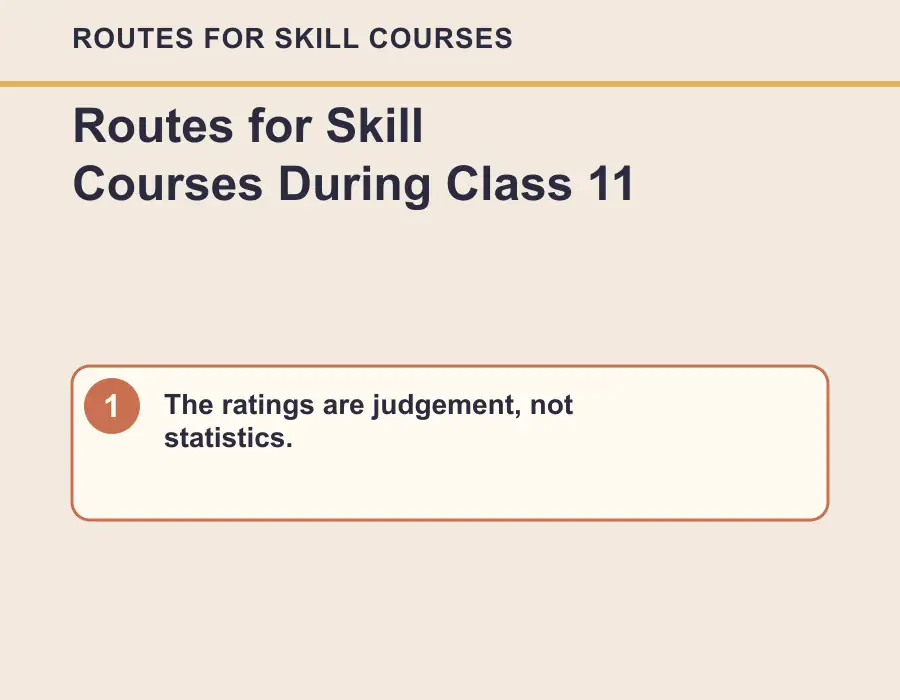 ROUTES FOR SKILL COURSES
Routes for Skill
Courses During Class 11
1
The ratings are judgement, not
statistics.